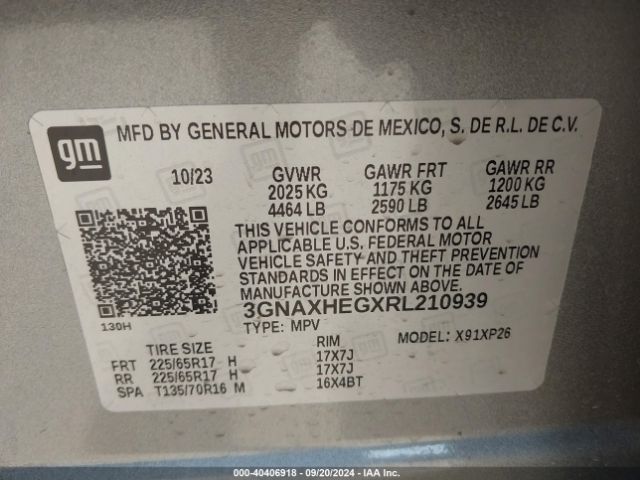 gm
MFD BY GENERAL MOTORS DE MEXICO, S. DE R.L. DE C.V.
10/23 GVWR GAWR FRT GAWR RR
2025 KG 1175 KG 1200 KG
4464 LB 2590 LB 2645 LB
THIS VEHICLE CONFORMS TO ALL
APPLICABLE U.S. FEDERAL MOTOR
VEHICLE SAFETY AND THEFT PREVENTION
STANDARDS IN EFFECT ON THE DATE OF
MANUFACTURE SHOWN ABOVE.
130H
3GNAXHEGXRL210939
TYPE: MPV MODEL: X91XP26
TIRE SIZE RIM
FRT 225/65R17 H 17X7J
RR 225/65R17 H 17X7J
SPA T135/70R16 M 16X4BT
000-40406918 - 09/20/2024 - IAA Inc.